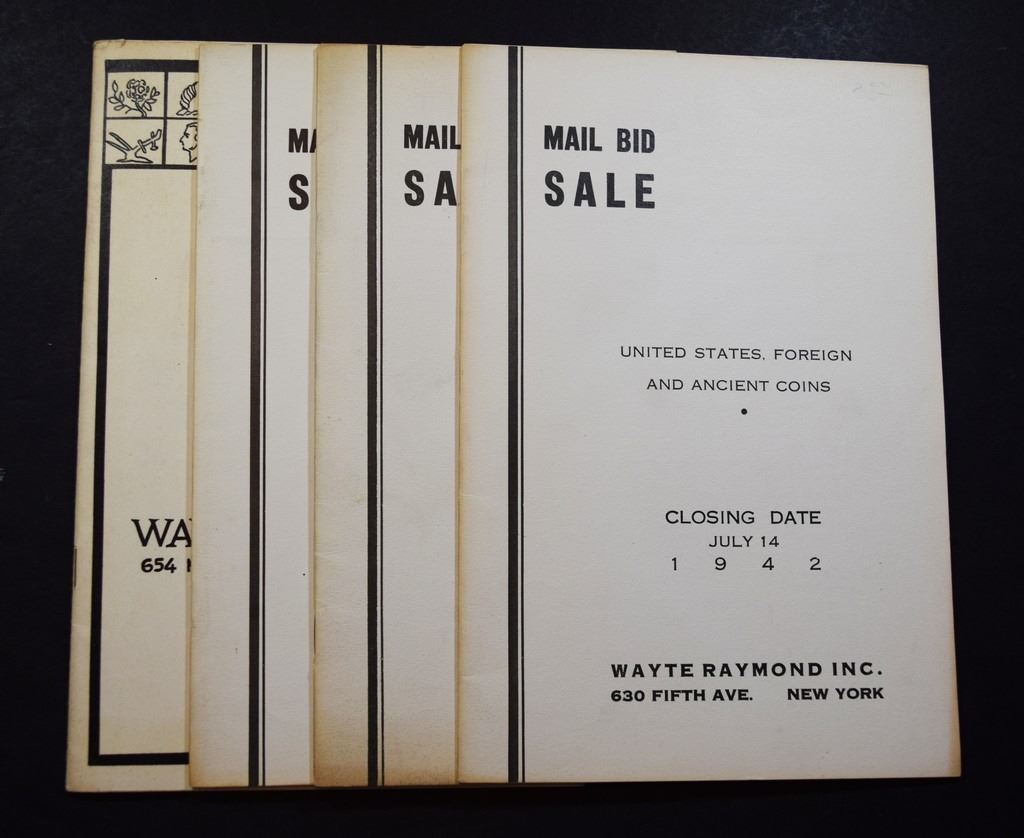 WA
654
MA
S
MAIL
SA
MAIL BID
SALE
UNITED STATES, FOREIGN
AND ANCIENT COINS
CLOSING DATE
JULY 14
1 9 4 2
WAYTE RAYMOND INC.
630 FIFTH AVE. NEW YORK